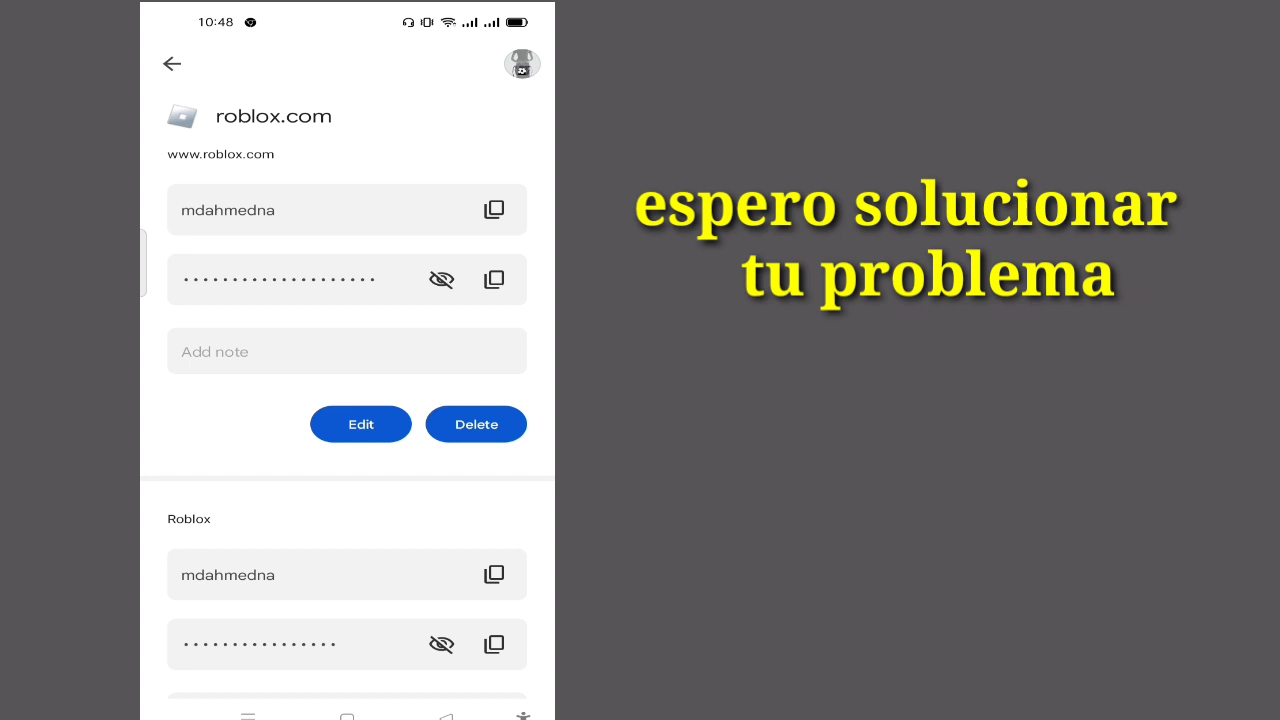 10:48
roblox.com
www.roblox.com
mdahmedna
Add note
Edit Delete
Roblox
mdahmedna
espero solucionar
tu problema